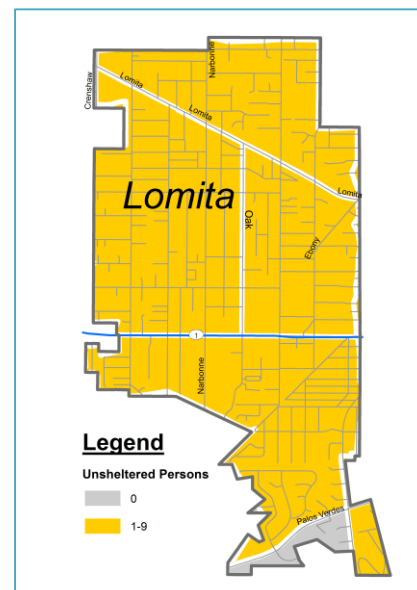 Narbonne
Crenshaw
Lomita
Lomita
Lomita
Lomita
Oak
Ebony
1
Narbonne
Legend
Unsheltered Persons
0
1-9
Palos Verdes